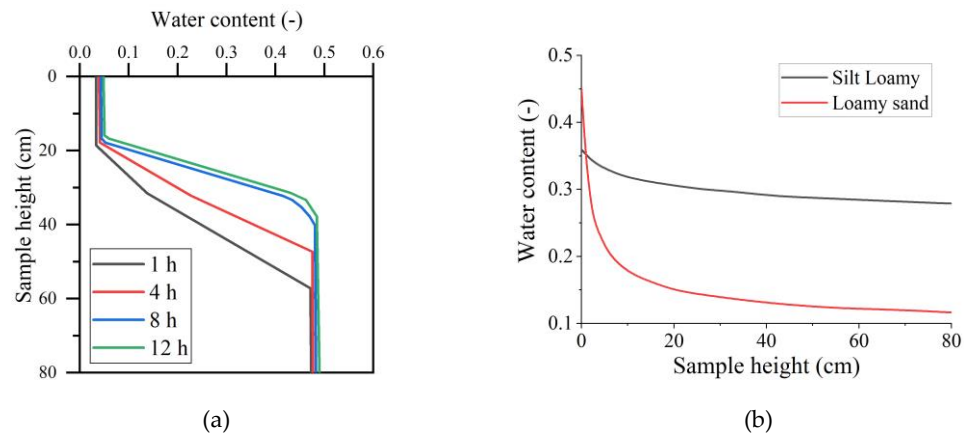 Water content (-)
0.0 0.1 0.2 0.3 0.4 0.5 0.6
0
20
40
60
80
Sample height (cm)
1 h
4 h
8 h
12 h
(a)
0.5
0.4
0.3
0.2
0.1
Water content (-)
Silt Loamy
Loamy sand
0 20 40 60 80
Sample height (cm)
(b)